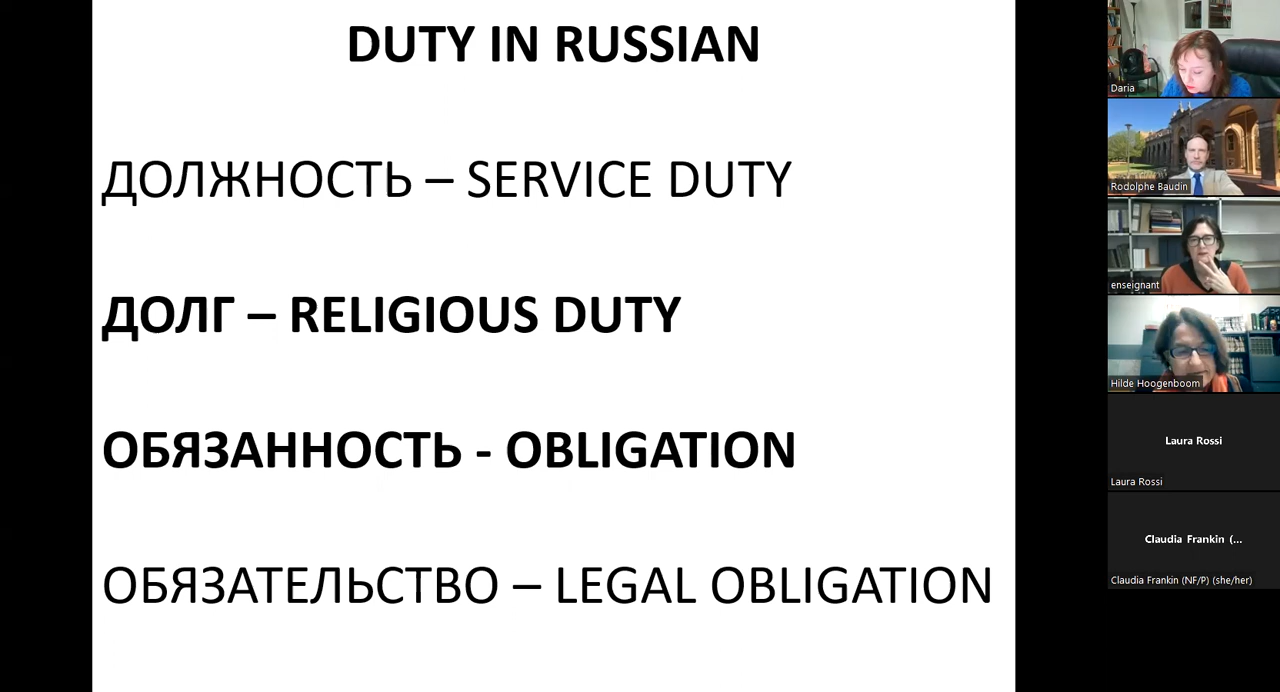 DUTY IN RUSSIAN
ДОЛЖНОСТЬ – SERVICE DUTY
ДОЛГ – RELIGIOUS DUTY
ОБЯЗАННОСТЬ - OBLIGATION
ОБЯЗАТЕЛЬСТВО – LEGAL OBLIGATION
Daria
Rodolphe Baudin
enseignant
Hilde Hoogenboom
Laura Rossi
Laura Rossi
Claudia Frankin (...
Claudia Frankin (NF/P) (she/her)